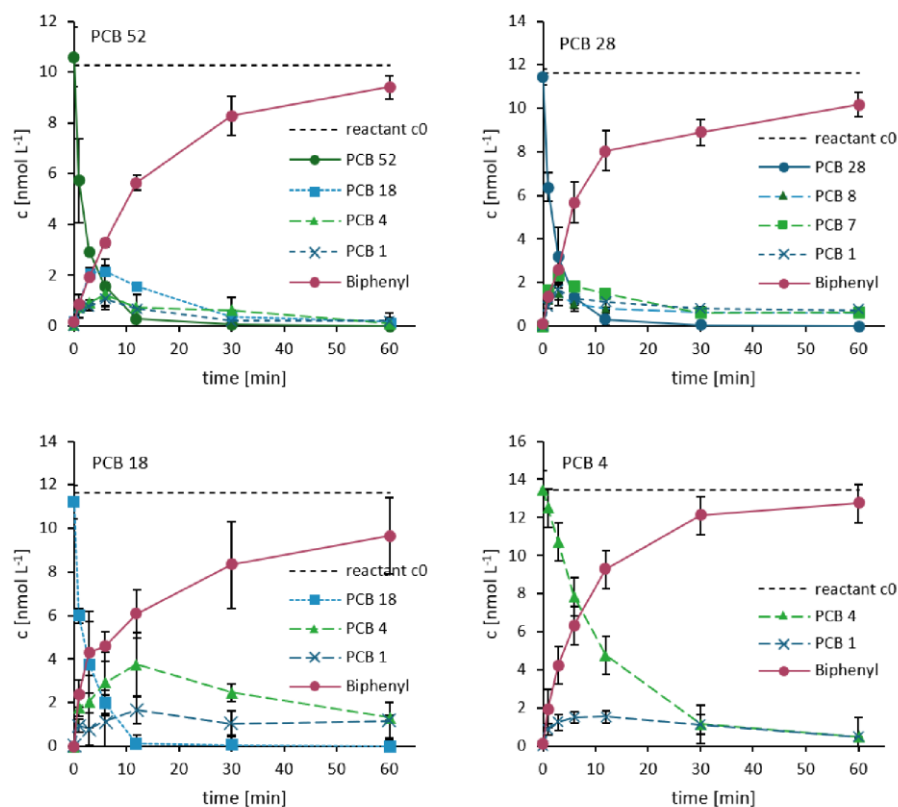 PCB 52
c [nmol L-1]
12
10
8
6
4
2
0
0 10 20 30 40 50 60
time [min]
reactant c0
PCB 52
PCB 18
PCB 4
PCB 1
Biphenyl
PCB 28
c [nmol L-1]
14
12
10
8
6
4
2
0
0 10 20 30 40 50 60
time [min]
reactant c0
PCB 28
PCB 8
PCB 7
PCB 1
Biphenyl
PCB 18
c [nmol L-1]
14
12
10
8
6
4
2
0
0 10 20 30 40 50 60
time [min]
reactant c0
PCB 18
PCB 4
PCB 1
Biphenyl
PCB 4
c [nmol L-1]
16
14
12
10
8
6
4
2
0
0 10 20 30 40 50 60
time [min]
reactant c0
PCB 4
PCB 1
Biphenyl